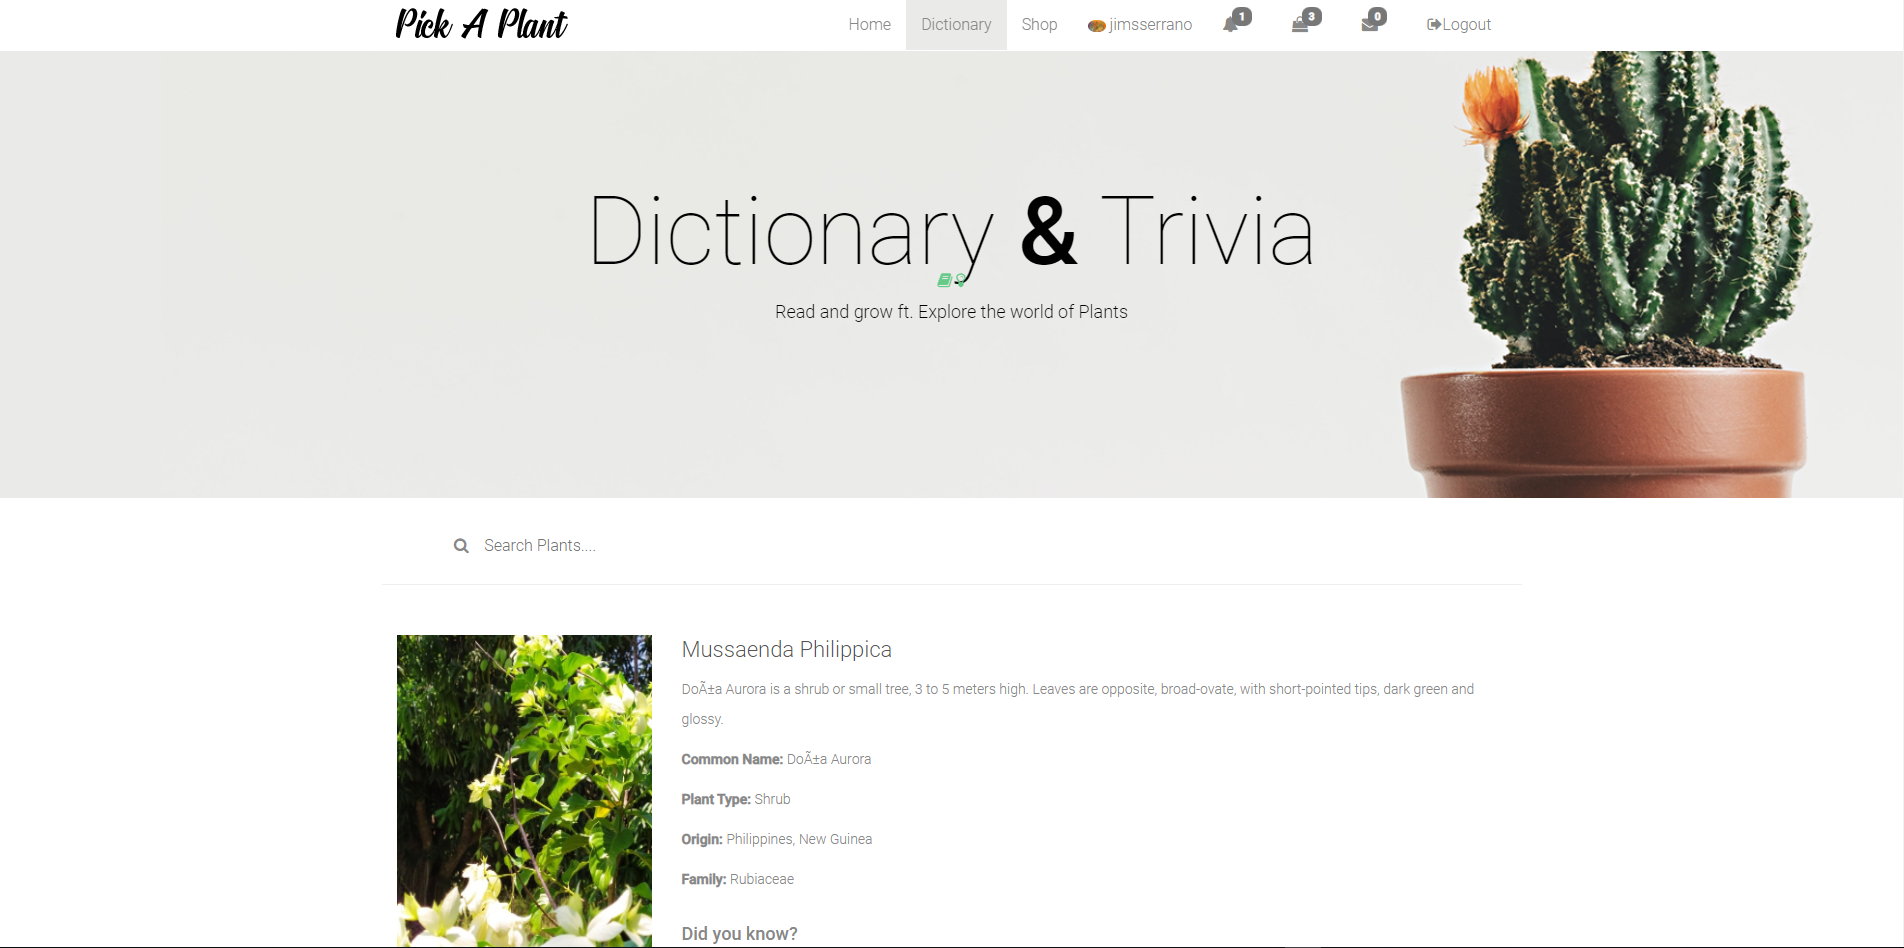 Pick A Plant
Home
Dictionary
Shop
jimsserrano
1
3
0
Logout
Dictionary & Trivia
Read and grow ft. Explore the world of Plants
Search Plants....
Mussaenda Philippica
DoÃ±a Aurora is a shrub or small tree, 3 to 5 meters high. Leaves are opposite, broad-ovate, with short-pointed tips, dark green and
glossy.
Common Name: DoÃ±a Aurora
Plant Type: Shrub
Origin: Philippines, New Guinea
Family: Rubiaceae
Did you know?